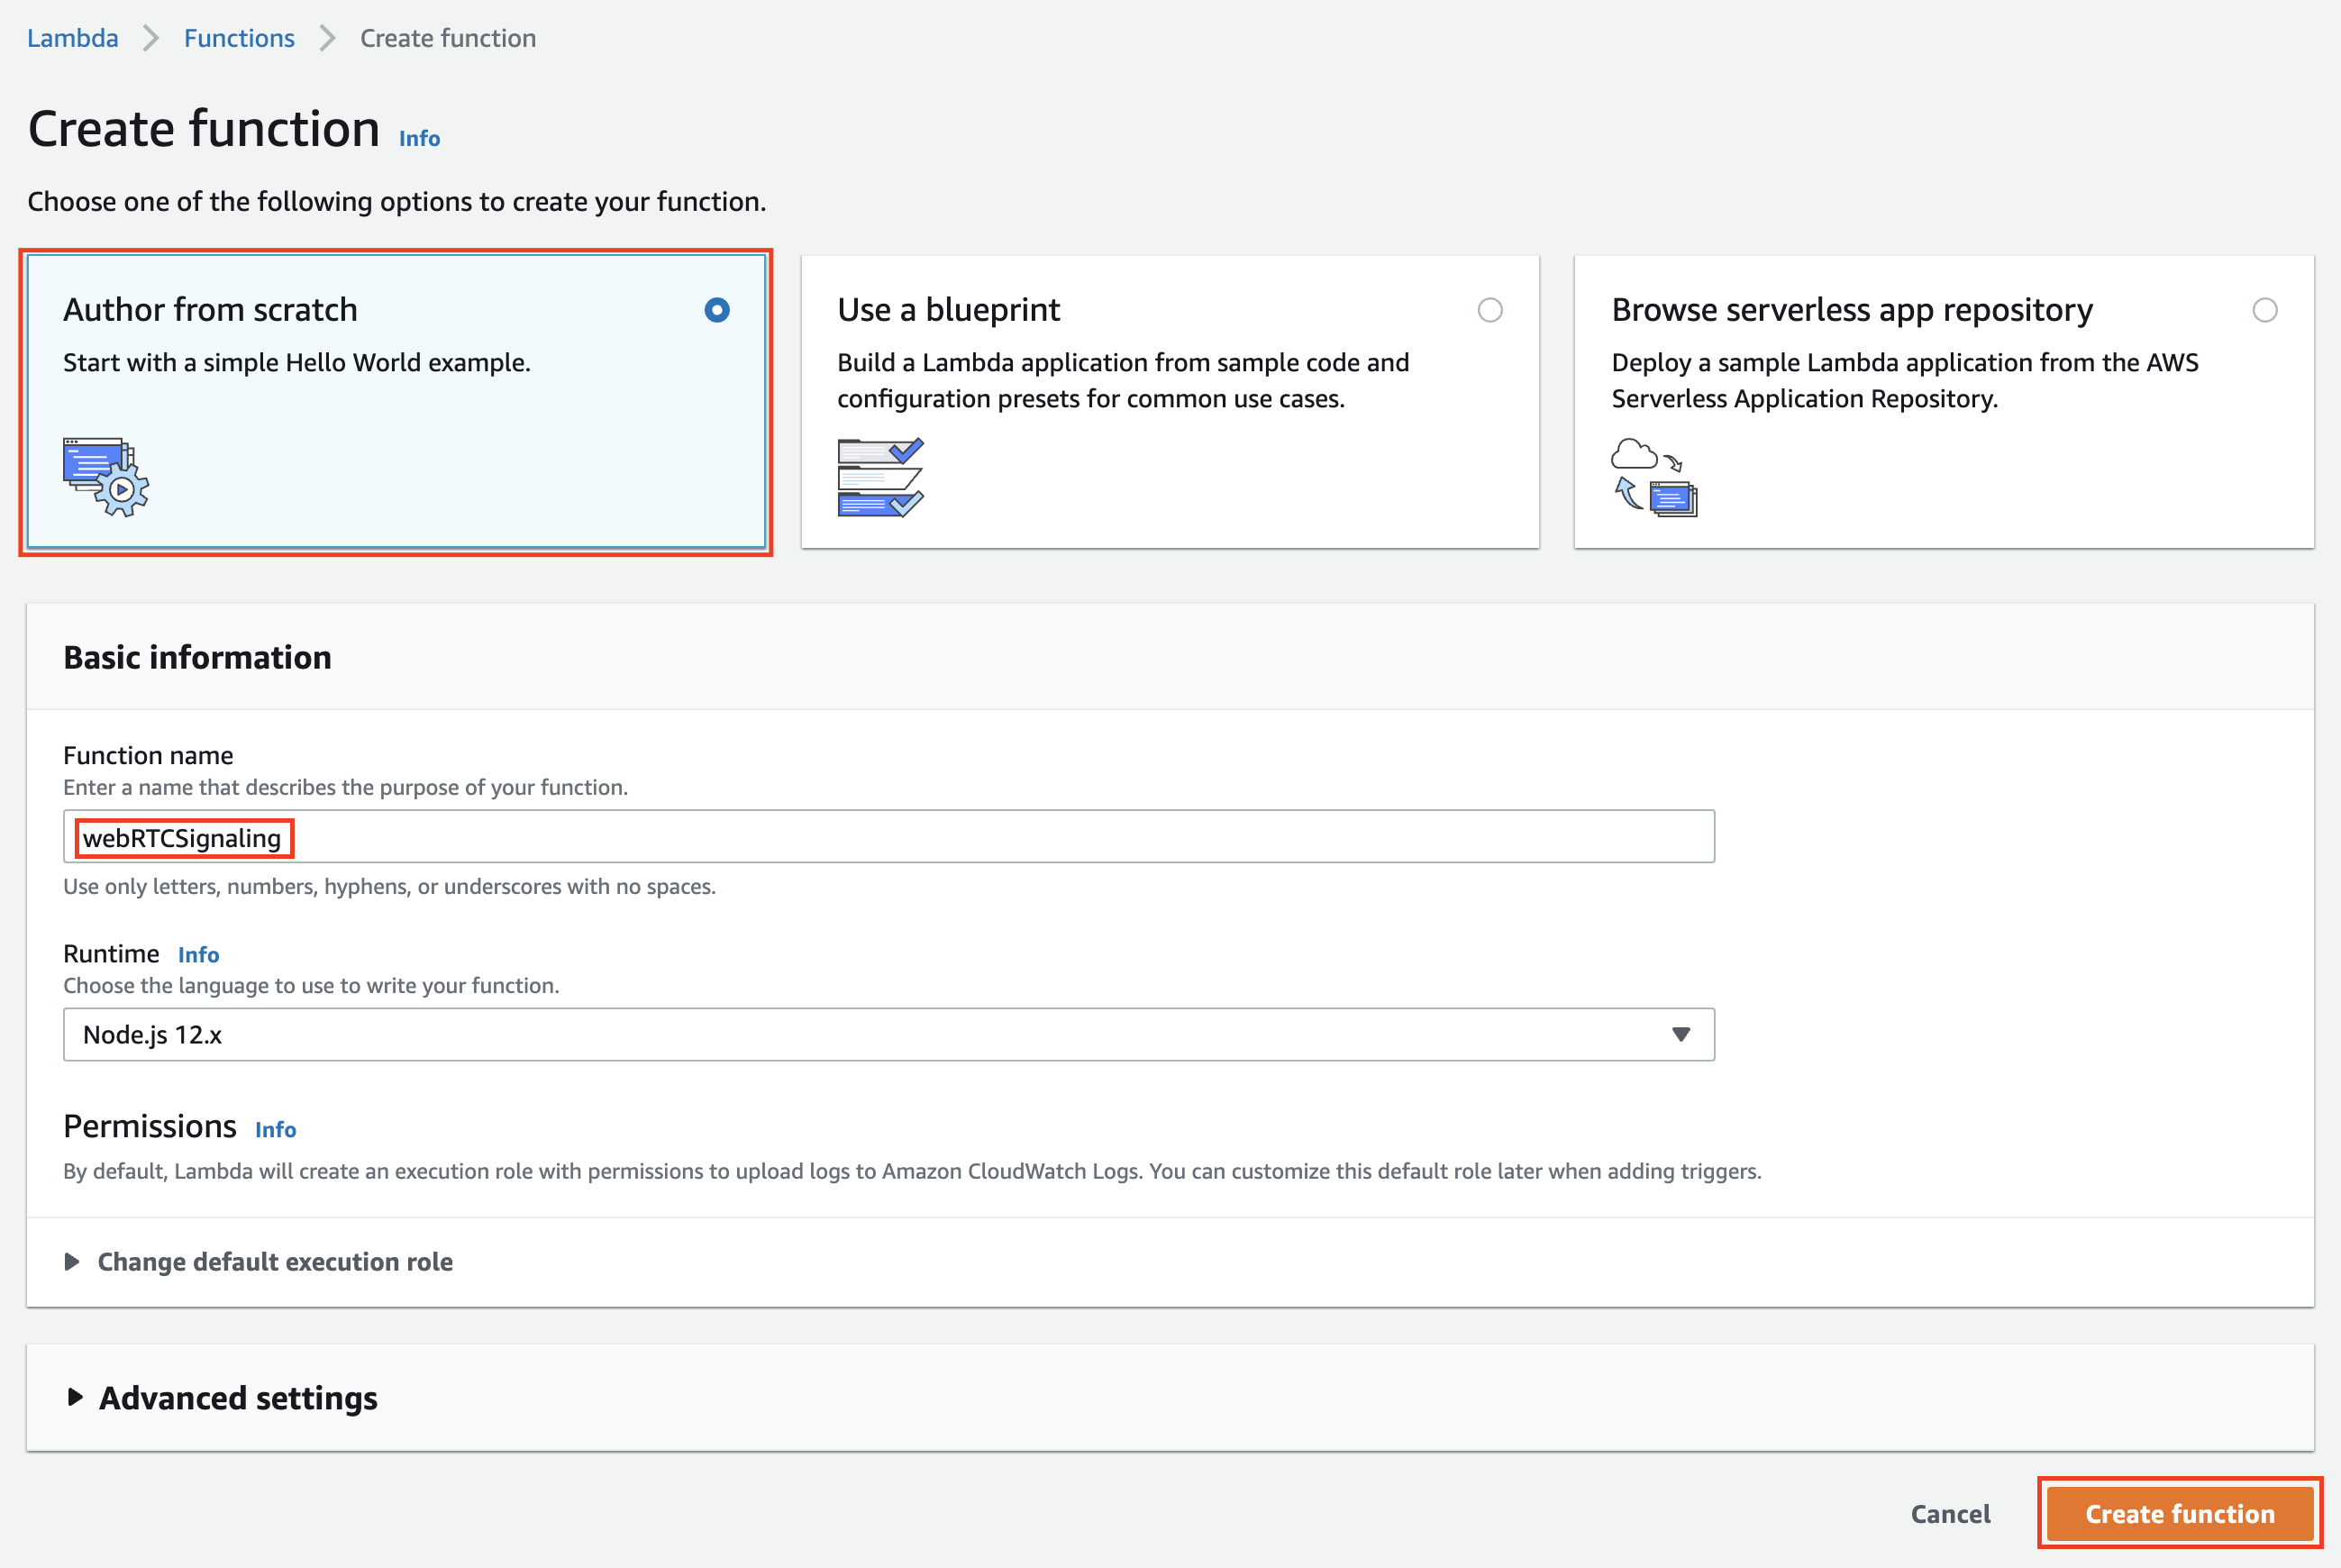 Lambda > Functions > Create function
Create function Info
Choose one of the following options to create your function.
Author from scratch
Start with a simple Hello World example.
Use a blueprint
Build a Lambda application from sample code and
configuration presets for common use cases.
Browse serverless app repository
Deploy a sample Lambda application from the AWS
Serverless Application Repository.
Basic information
Function name
Enter a name that describes the purpose of your function.
webRTCSignaling
Use only letters, numbers, hyphens, or underscores with no spaces.
Runtime Info
Choose the language to use to write your function.
Node.js 12.x
Permissions Info
By default, Lambda will create an execution role with permissions to upload logs to Amazon CloudWatch Logs. You can customize this default role later when adding triggers.
Change default execution role
Advanced settings
Cancel
Create function